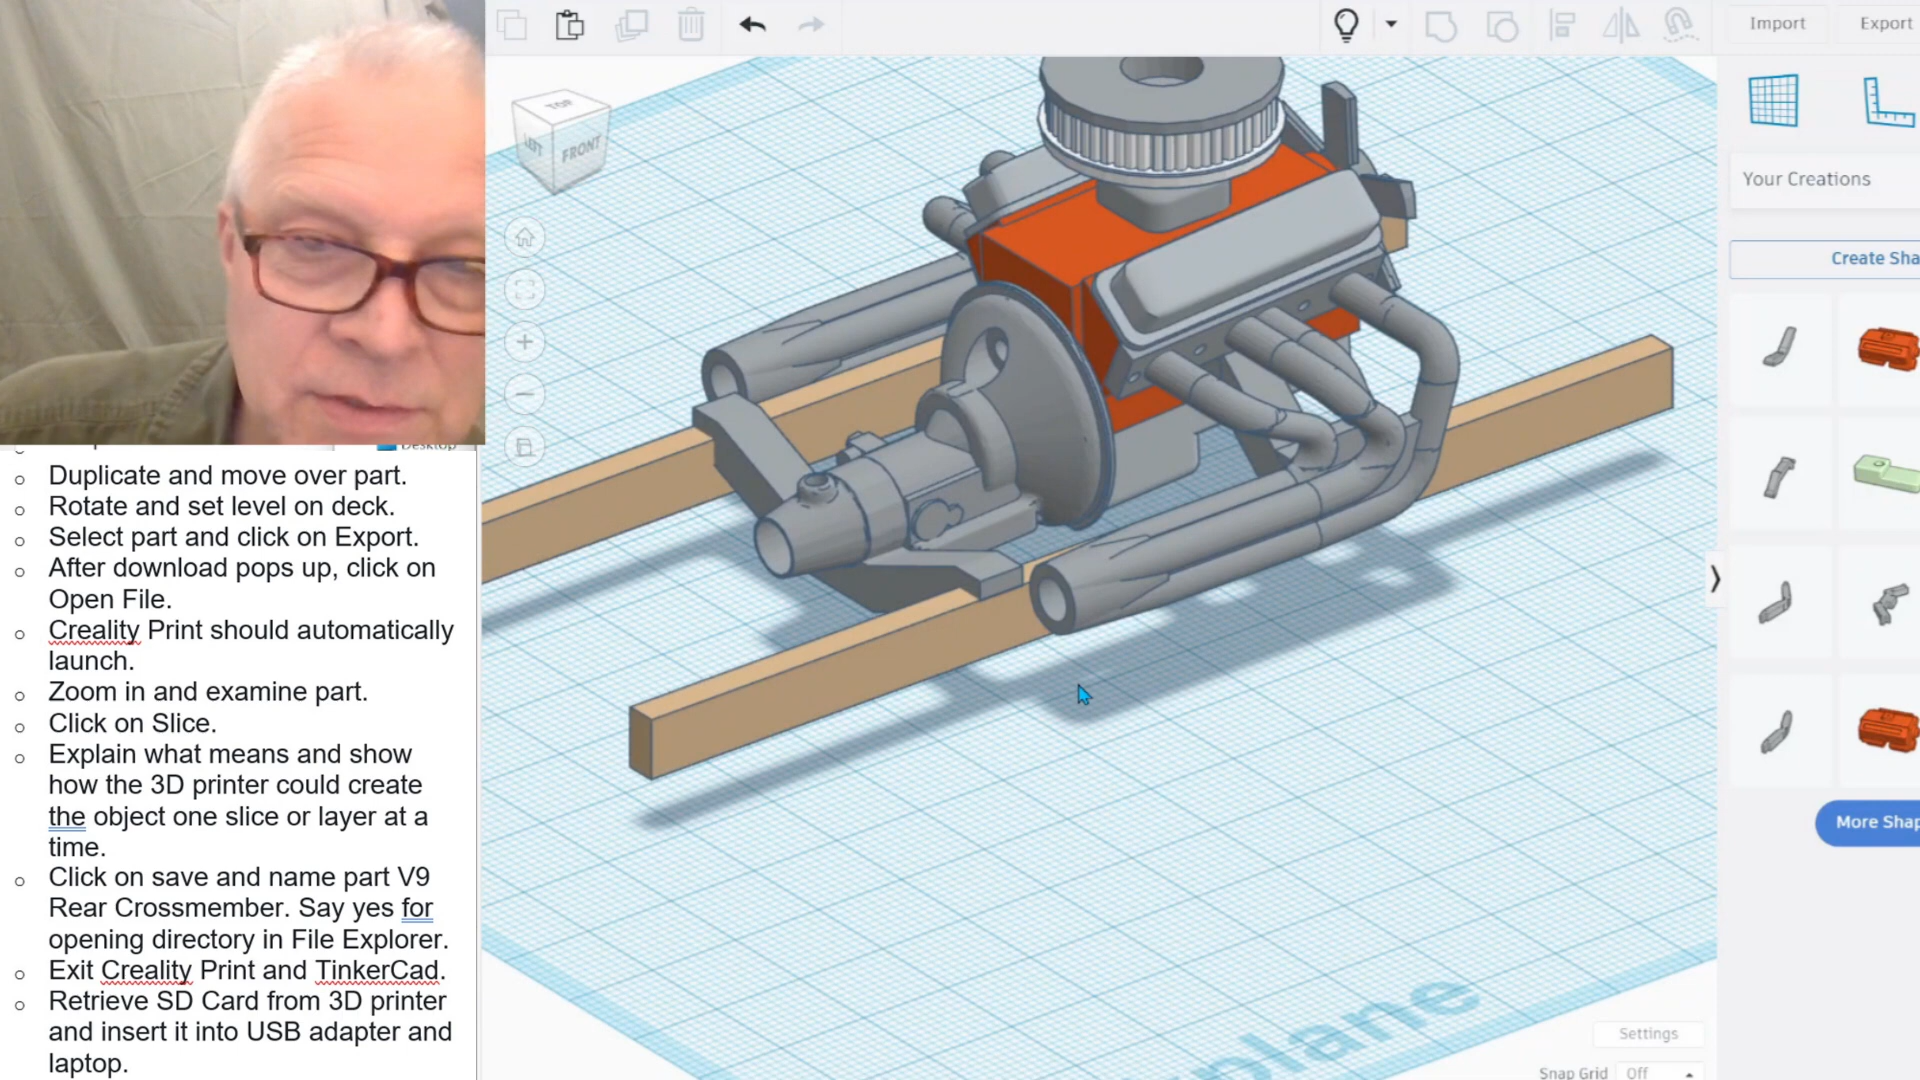 Import
Export
TOP
LEFT
FRONT
Your Creations
Create Sha
More Shap
Desktop
Duplicate and move over part.
Rotate and set level on deck.
Select part and click on Export.
After download pops up, click on
Open File.
Creality Print should automatically
launch.
Zoom in and examine part.
Click on Slice.
Explain what means and show
how the 3D printer could create
the object one slice or layer at a
time.
Click on save and name part V9
Rear Crossmember. Say yes for
opening directory in File Explorer.
Exit Creality Print and TinkerCad.
Retrieve SD Card from 3D printer
and insert it into USB adapter and
laptop.
plane
Settings
Snap Grid Off